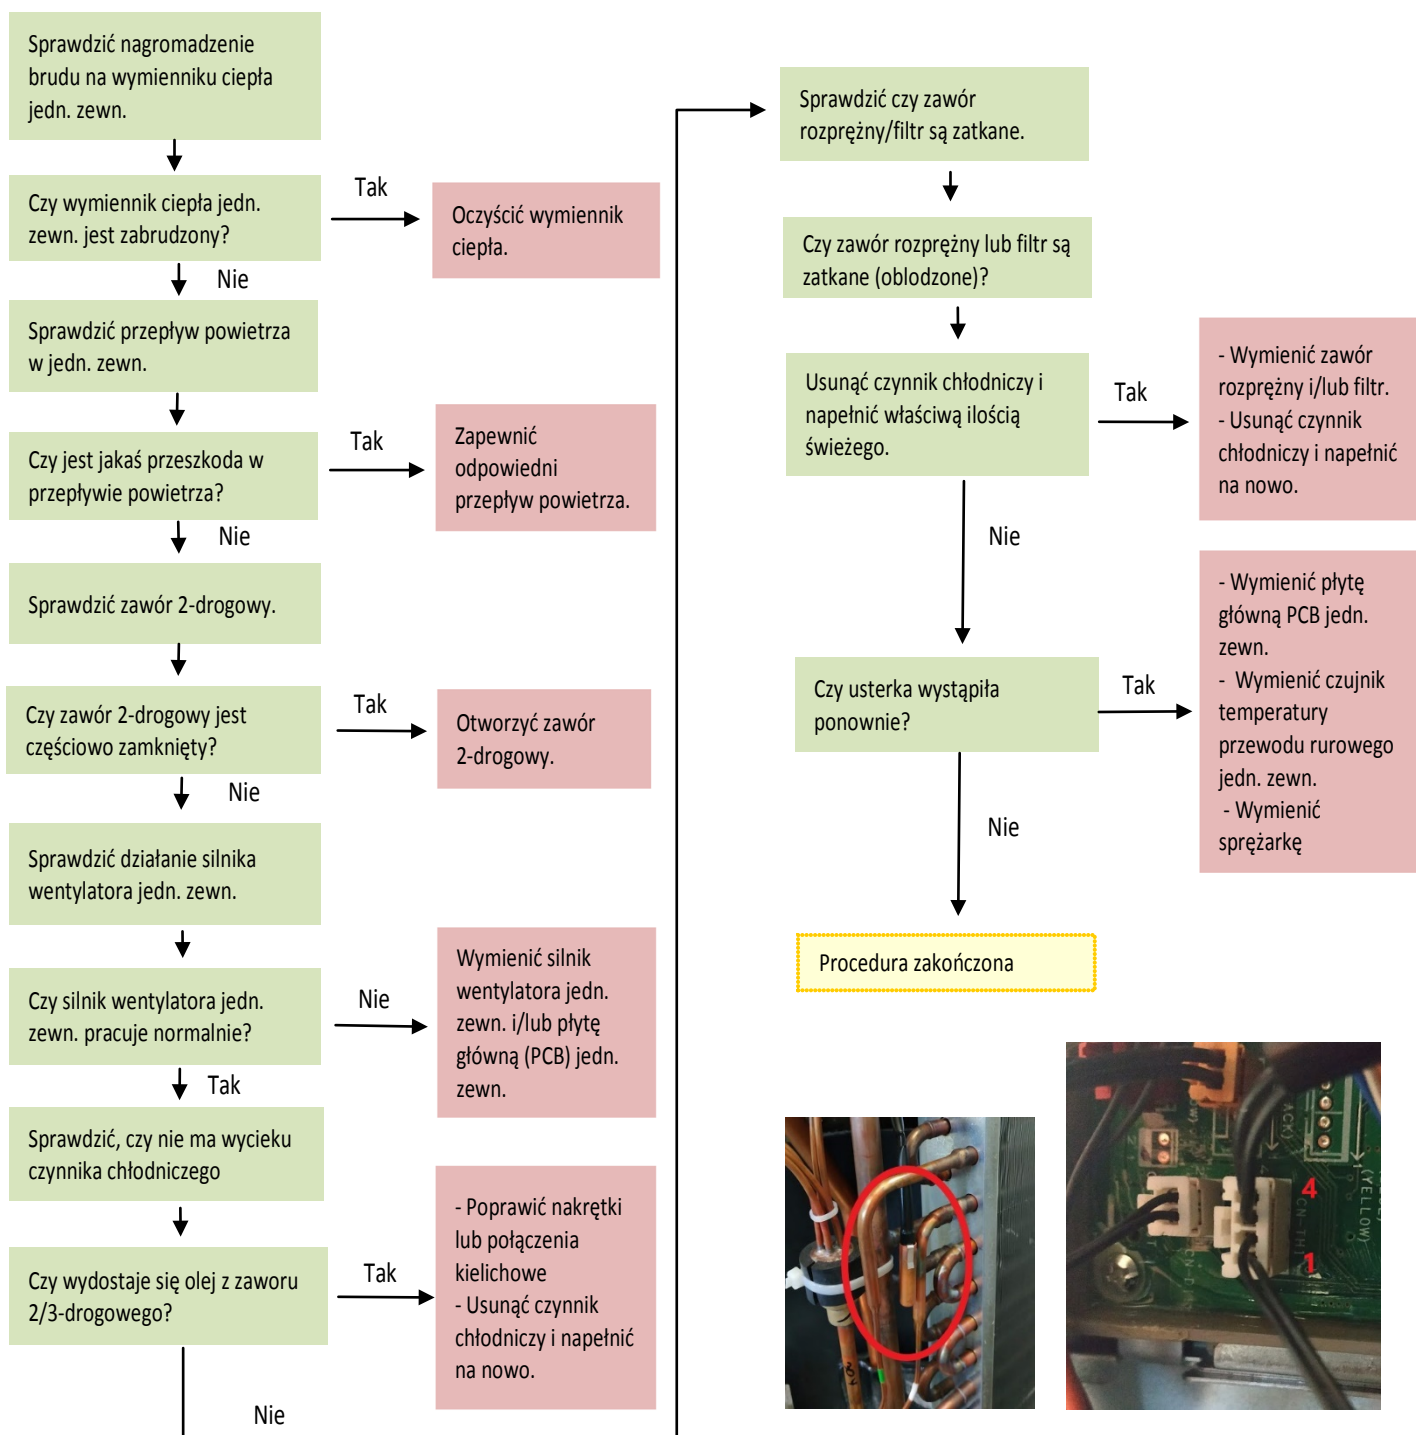 Sprawdzić nagromadzenie
brudu na wymienniku ciepła
jedn. zewn.
Czy wymiennik ciepła jedn.
zewn. jest zabrudzony?
Tak
Oczyścić wymiennik
ciepła.
Nie
Sprawdzić przepływ powietrza
w jedn. zewn.
Czy jest jakaś przeszkoda w
przepływie powietrza?
Tak
Zapewnić
odpowiedni
przepływ powietrza.
Nie
Sprawdzić zawór 2-drogowy.
Czy zawór 2-drogowy jest
częściowo zamknięty?
Tak
Otworzyć zawór
2-drogowy.
Nie
Sprawdzić działanie silnika
wentylatora jedn. zewn.
Czy silnik wentylatora jedn.
zewn. pracuje normalnie?
Nie
Wymienić silnik
wentylatora jedn.
zewn. i/lub płytę
główną (PCB) jedn.
zewn.
Tak
Sprawdzić, czy nie ma wycieku
czynnika chłodniczego
Czy wydostaje się olej z zaworu
2/3-drogowego?
Tak
- Poprawić nakrętki
lub połączenia
kielichowe
- Usunąć czynnik
chłodniczy i napełnić
na nowo.
Nie
Sprawdzić czy zawór
rozprężny/filtr są zatkane.
Czy zawór rozprężny lub filtr są
zatkane (oblodzone)?
Usunąć czynnik chłodniczy i
napełnić właściwą ilością
świeżego.
Tak
- Wymienić zawór
rozprężny i/lub filtr.
- Usunąć czynnik
chłodniczy i napełnić
na nowo.
Nie
Czy usterka wystąpiła
ponownie?
Tak
- Wymienić płytę
główną PCB jedn.
zewn.
- Wymienić czujnik
temperatury
przewodu rurowego
jedn. zewn.
- Wymienić
sprężarkę
Nie
Procedura zakończona
4
1
(YELLOW)